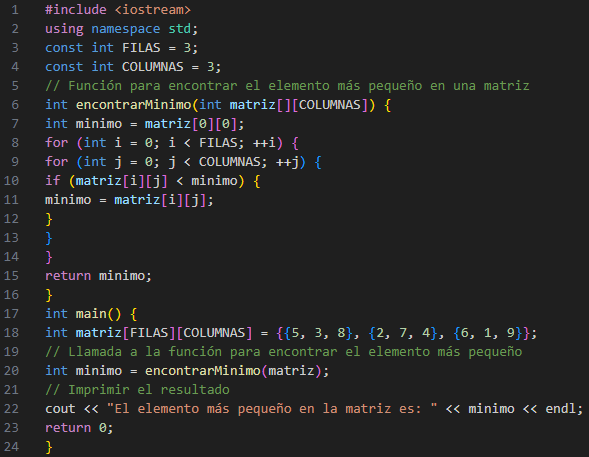 1 #include <iostream>
2 using namespace std;
3 const int FILAS = 3;
4 const int COLUMNAS = 3;
5 // Función para encontrar el elemento más pequeño en una matriz
6 int encontrarMinimo(int matriz[][COLUMNAS]) {
7 int minimo = matriz[0][0];
8 for (int i = 0; i < FILAS; ++i) {
9 for (int j = 0; j < COLUMNAS; ++j) {
10 if (matriz[i][j] < minimo) {
11 minimo = matriz[i][j];
12 }
13 }
14 }
15 return minimo;
16 }
17 int main() {
18 int matriz[FILAS][COLUMNAS] = {{5, 3, 8}, {2, 7, 4}, {6, 1, 9}};
19 // Llamada a la función para encontrar el elemento más pequeño
20 int minimo = encontrarMinimo(matriz);
21 // Imprimir el resultado
22 cout << "El elemento más pequeño en la matriz es: " << minimo << endl;
23 return 0;
24 }